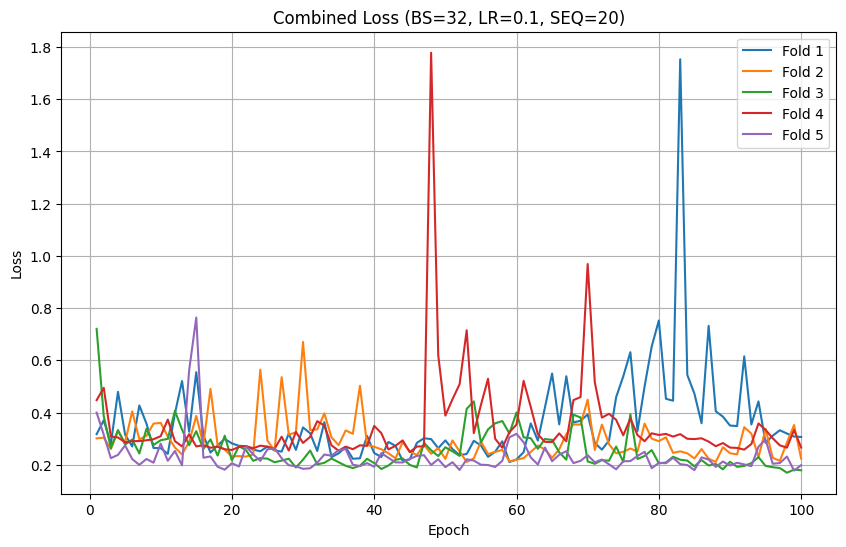 Combined Loss (BS=32, LR=0.1, SEQ=20)
Fold 1
Fold 2
Fold 3
Fold 4
Fold 5
Loss
1.8
1.6
1.4
1.2
1.0
0.8
0.6
0.4
0.2
0 20 40 60 80 100
Epoch